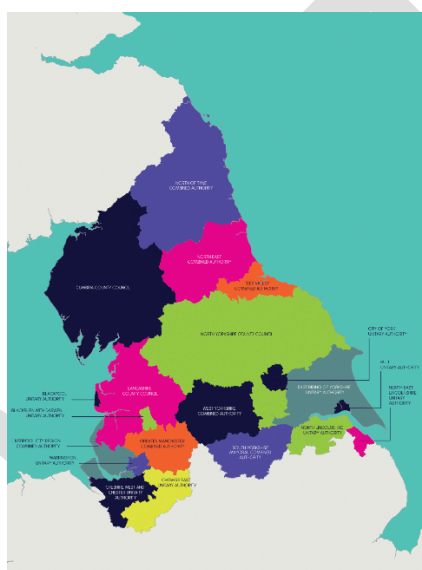 NORTH OF TYNE
COMBINED AUTHORITY
NORTH EAST
COMBINED AUTHORITY
TEES VALLEY
COMBINED AUTHORITY
CUMBRIA COUNTY COUNCIL
NORTH YORKSHIRE COUNTY COUNCIL
CITY OF YORK
UNITARY AUTHORITY
HULL
UNITARY AUTHORITY
NORTH EAST
LINCOLNSHIRE
UNITARY
AUTHORITY
LANCASHIRE
COUNTY COUNCIL
BLACKPOOL
UNITARY AUTHORITY
EAST RIDING OF YORKSHIRE
UNITARY AUTHORITY
WEST YORKSHIRE
COMBINED AUTHORITY
BLACKBURN WITH DARWEN
UNITARY AUTHORITY
NORTH LINCOLNSHIRE
UNITARY AUTHORITY
LIVERPOOL CITY REGION
COMBINED AUTHORITY
GREATER MANCHESTER
COMBINED AUTHORITY
SOUTH YORKSHIRE
MAYORAL COMBINED
AUTHORITY
WARRINGTON
UNITARY AUTHORITY
CHESHIRE EAST
UNITARY AUTHORITY
CHESHIRE WEST AND
CHESTER UNITARY
AUTHORITY